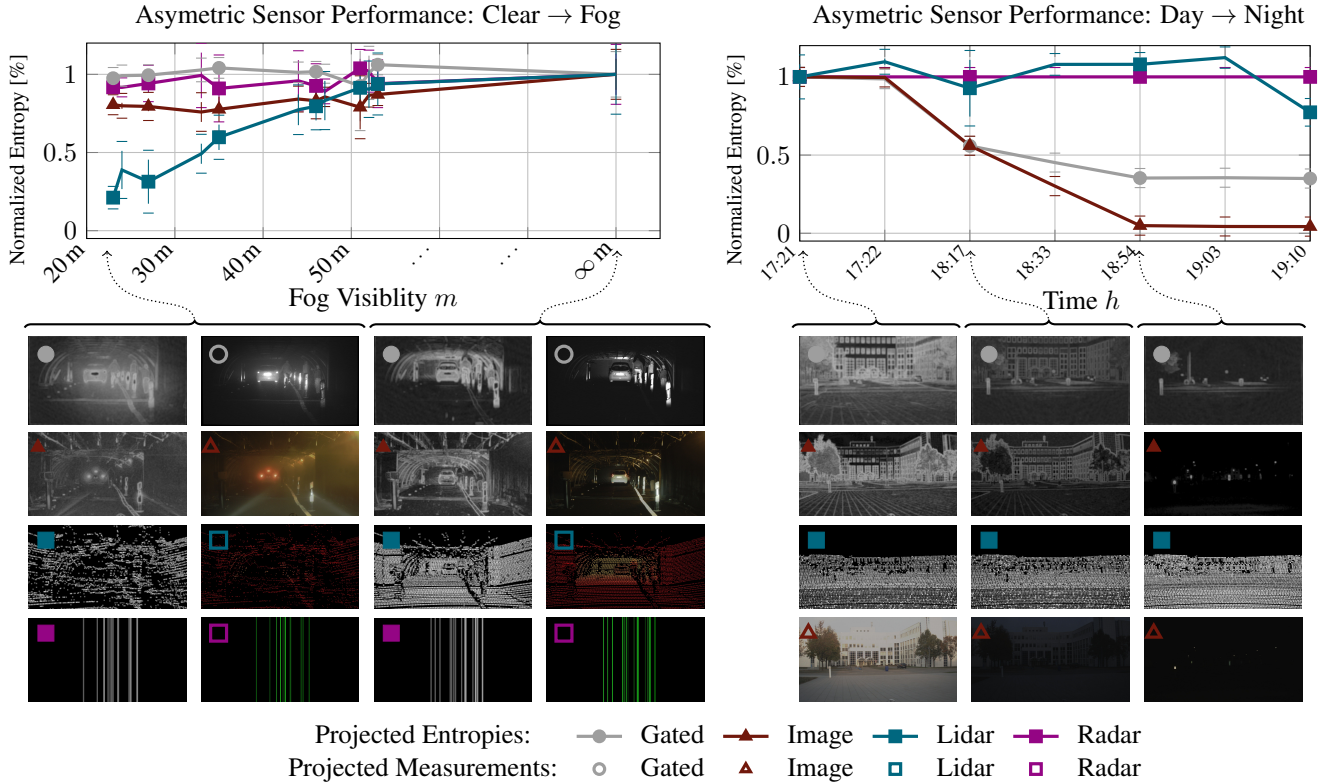 Asymetric Sensor Performance: Clear → Fog
Normalized Entropy [%]
1
0.5
0
20 m
30 m
40 m
50 m
. . .
. . .
∞ m
Fog Visiblity m
Asymetric Sensor Performance: Day → Night
Normalized Entropy [%]
1
0.5
0
17:21
17:22
18:17
18:33
18:54
19:03
19:10
Time h
Projected Entropies: Gated Image Lidar Radar
Projected Measurements: Gated Image Lidar Radar